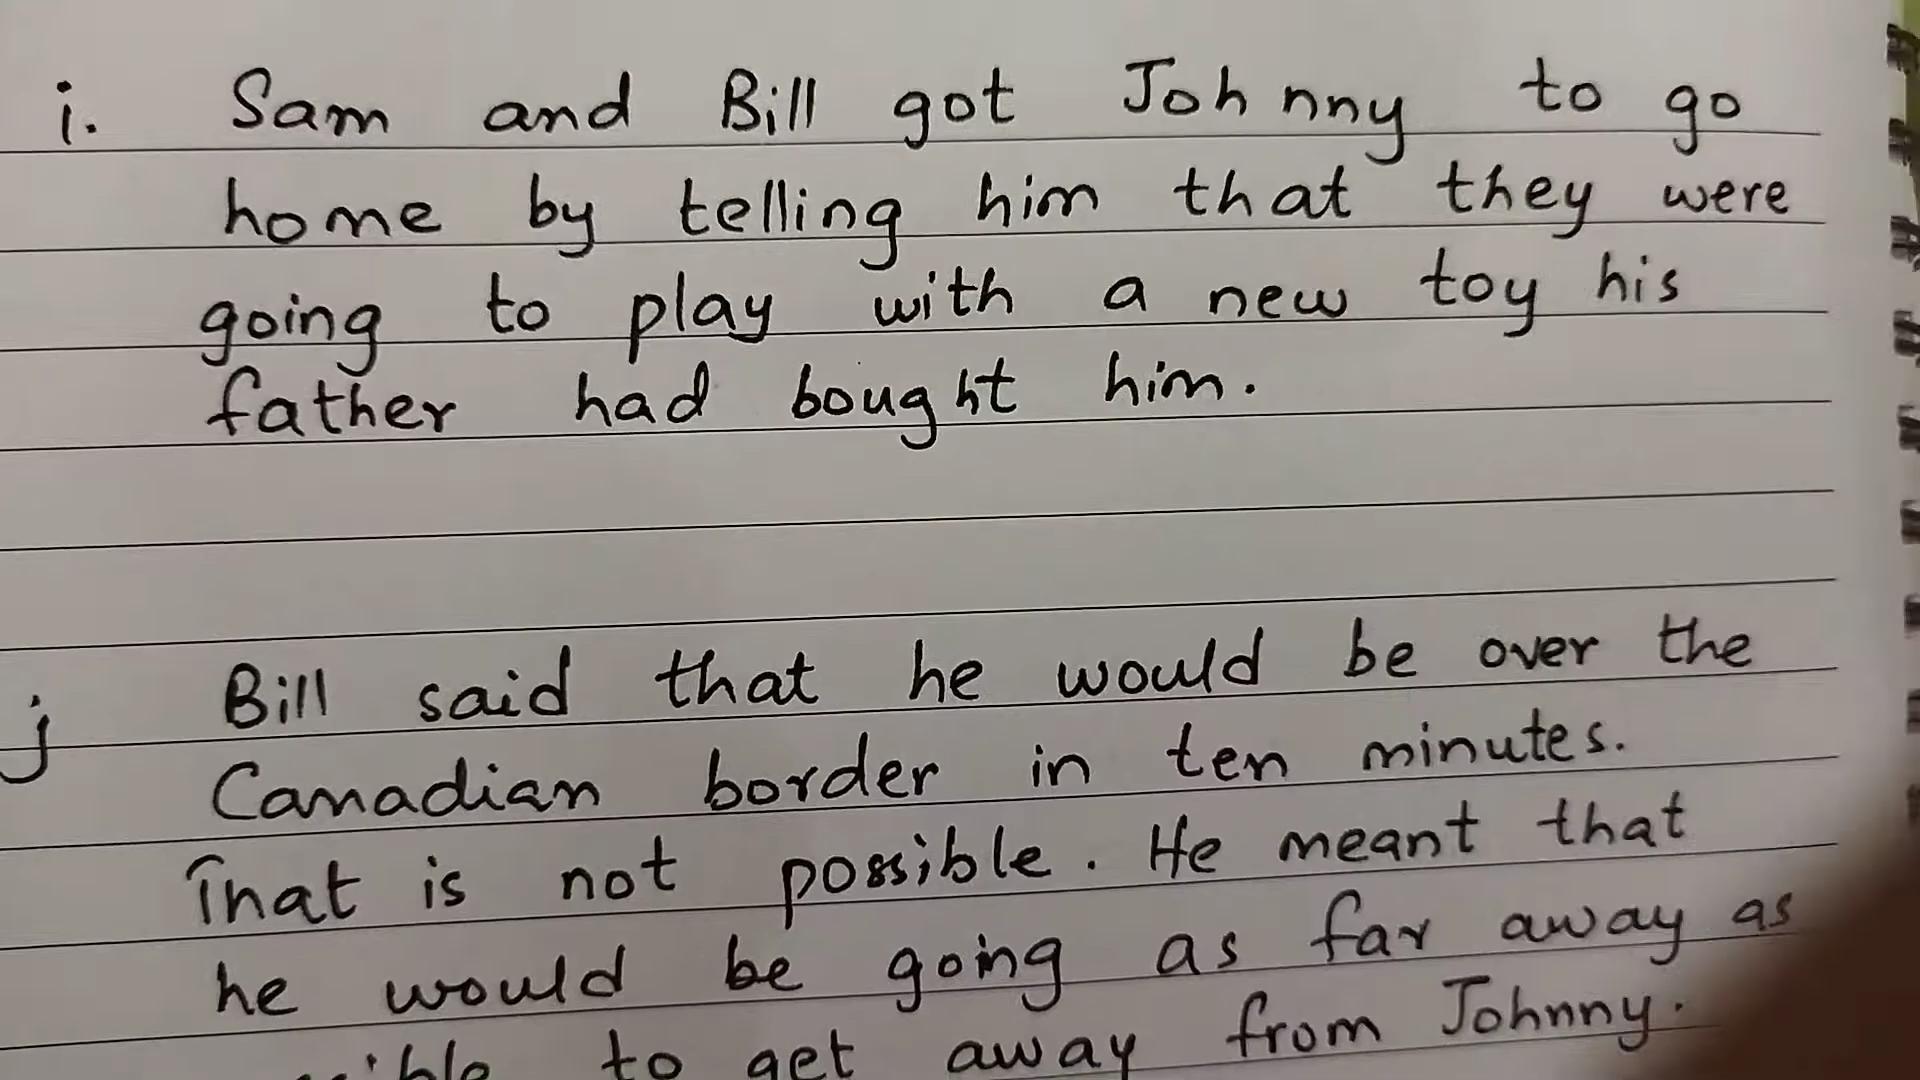 i. Sam and Bill got Johnny to go
home by telling him that they were
going to play with a new toy his
father had bought him.
j Bill said that he would be over the
Canadian border in ten minutes.
That is not possible. He meant that
he would be going as far away as
to get away from Johnny.